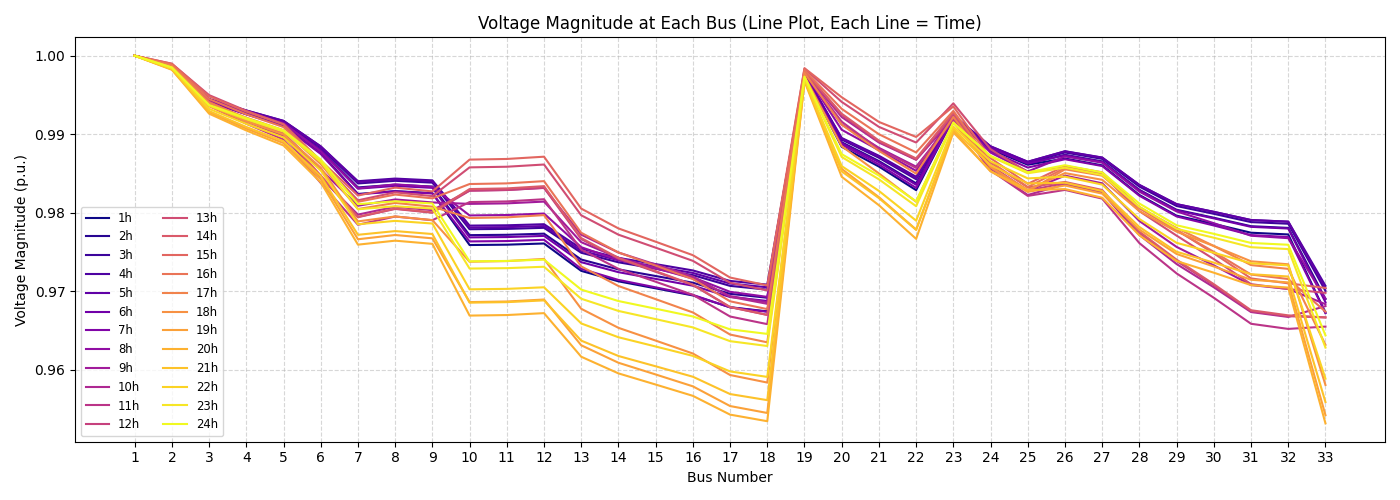 Voltage Magnitude at Each Bus (Line Plot, Each Line = Time)
Voltage Magnitude (p.u.)
1.00
0.99
0.98
0.97
0.96
1h 13h
2h 14h
3h 15h
4h 16h
5h 17h
6h 18h
7h 19h
8h 20h
9h 21h
10h 22h
11h 23h
12h 24h
1 2 3 4 5 6 7 8 9 10 11 12 13 14 15 16 17 18 19 20 21 22 23 24 25 26 27 28 29 30 31 32 33
Bus Number